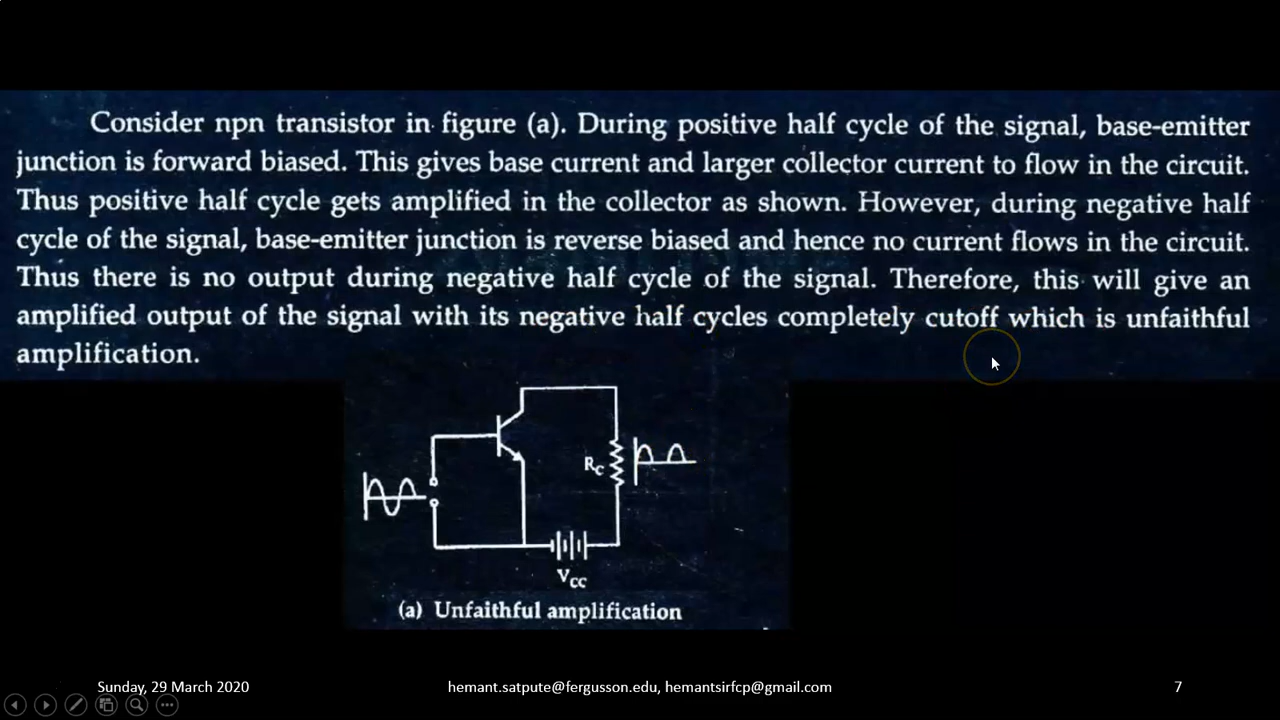 Consider npn transistor in figure (a). During positive half cycle of the signal, base-emitter
junction is forward biased. This gives base current and larger collector current to flow in the circuit.
Thus positive half cycle gets amplified in the collector as shown. However, during negative half
cycle of the signal, base-emitter junction is reverse biased and hence no current flows in the circuit.
Thus there is no output during negative half cycle of the signal. Therefore, this will give an
amplified output of the signal with its negative half cycles completely cutoff which is unfaithful
amplification.
RC
VCC
(a) Unfaithful amplification
Sunday, 29 March 2020
hemant.satpute@fergusson.edu, hemantsirfcp@gmail.com
7